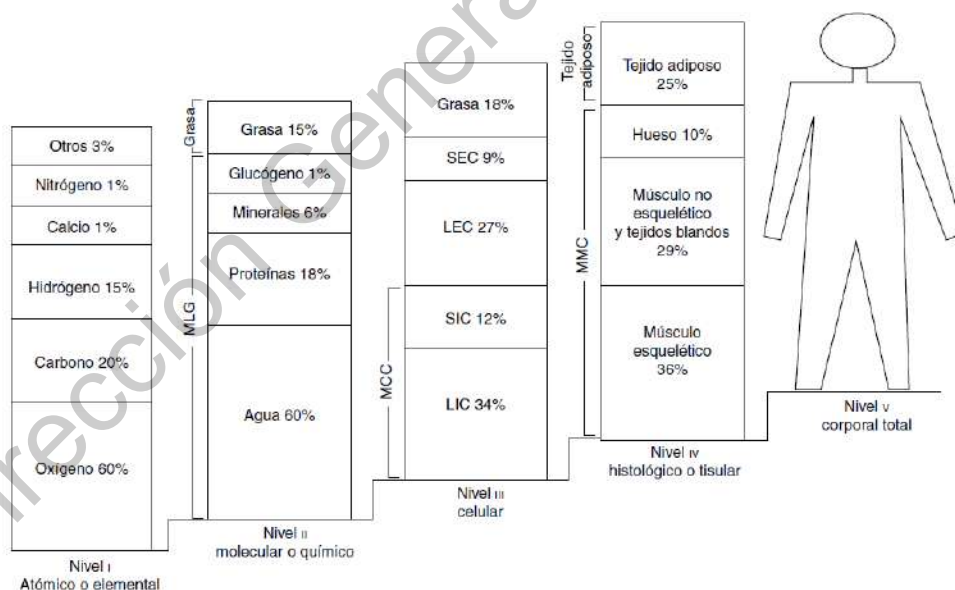 Otros 3%
Nitrógeno 1%
Calcio 1%
Hidrógeno 15%
Carbono 20%
Oxígeno 60%
Nivel I
Atómico o elemental
Grasa
MLG
Grasa 15%
Glucógeno 1%
Minerales 6%
Proteínas 18%
Agua 60%
Nivel II
molecular o químico
MCC
Grasa 18%
SEC 9%
LEC 27%
SIC 12%
LIC 34%
Nivel III
celular
Tejido
adiposo
MMC
Tejido adiposo
25%
Hueso 10%
Músculo no
esquelético
y tejidos blandos
29%
Músculo
esquelético
36%
Nivel IV
histológico o tisular
Nivel V
corporal total